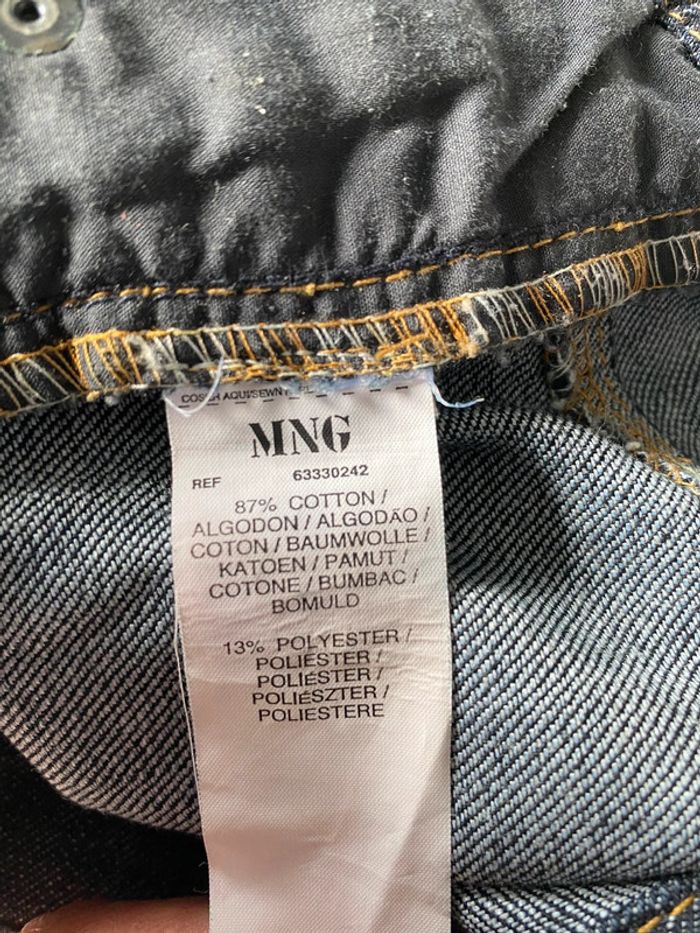 COSER AQUI/SEWN
MNG
REF 63330242
87% COTTON /
ALGODON / ALGODÃO /
COTON / BAUMWOLLE /
KATOEN / PAMUT /
COTONE / BUMBAC /
BOMULD
13% POLYESTER /
POLIESTER /
POLIÉSTER /
POLIÉSZTER /
POLIESTERE